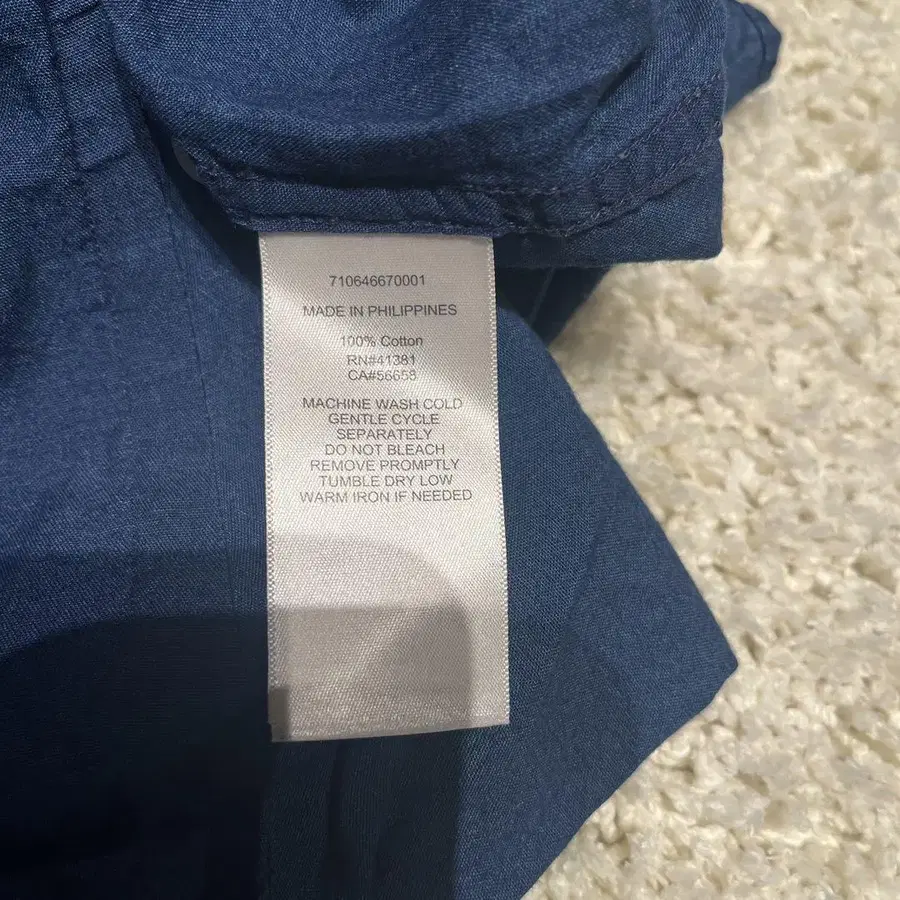 710646670001
MADE IN PHILIPPINES
100% Cotton
RN#41381
CA#56653
MACHINE WASH COLD
GENTLE CYCLE
SEPARATELY
DO NOT BLEACH
REMOVE PROMPTLY
TUMBLE DRY LOW
WARM IRON IF NEEDED